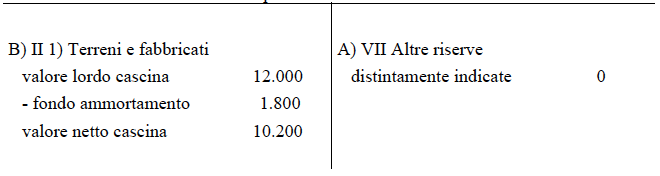 B) II 1) Terreni e fabbricati
valore lordo cascina 12.000
- fondo ammortamento 1.800
valore netto cascina 10.200
A) VII Altre riserve
distintamente indicate 0